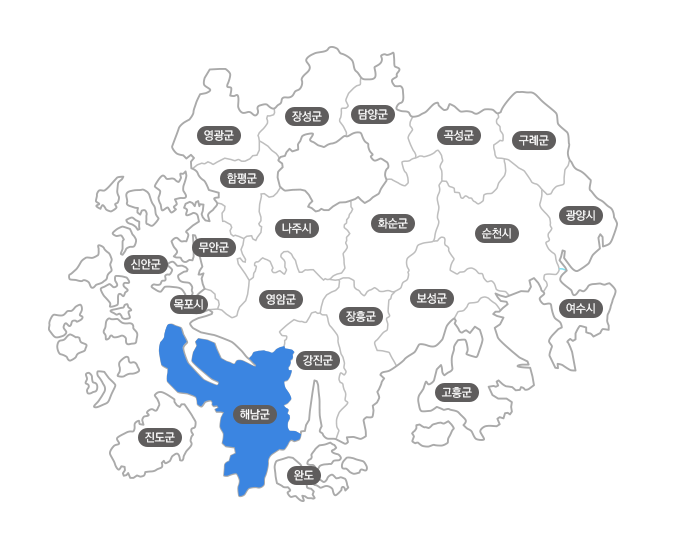 장성군
담양군
영광군
곡성군
구례군
함평군
광양시
화순군
나주시
순천시
무안군
신안군
영암군
보성군
목포시
여수시
장흥군
강진군
고흥군
해남군
진도군
완도